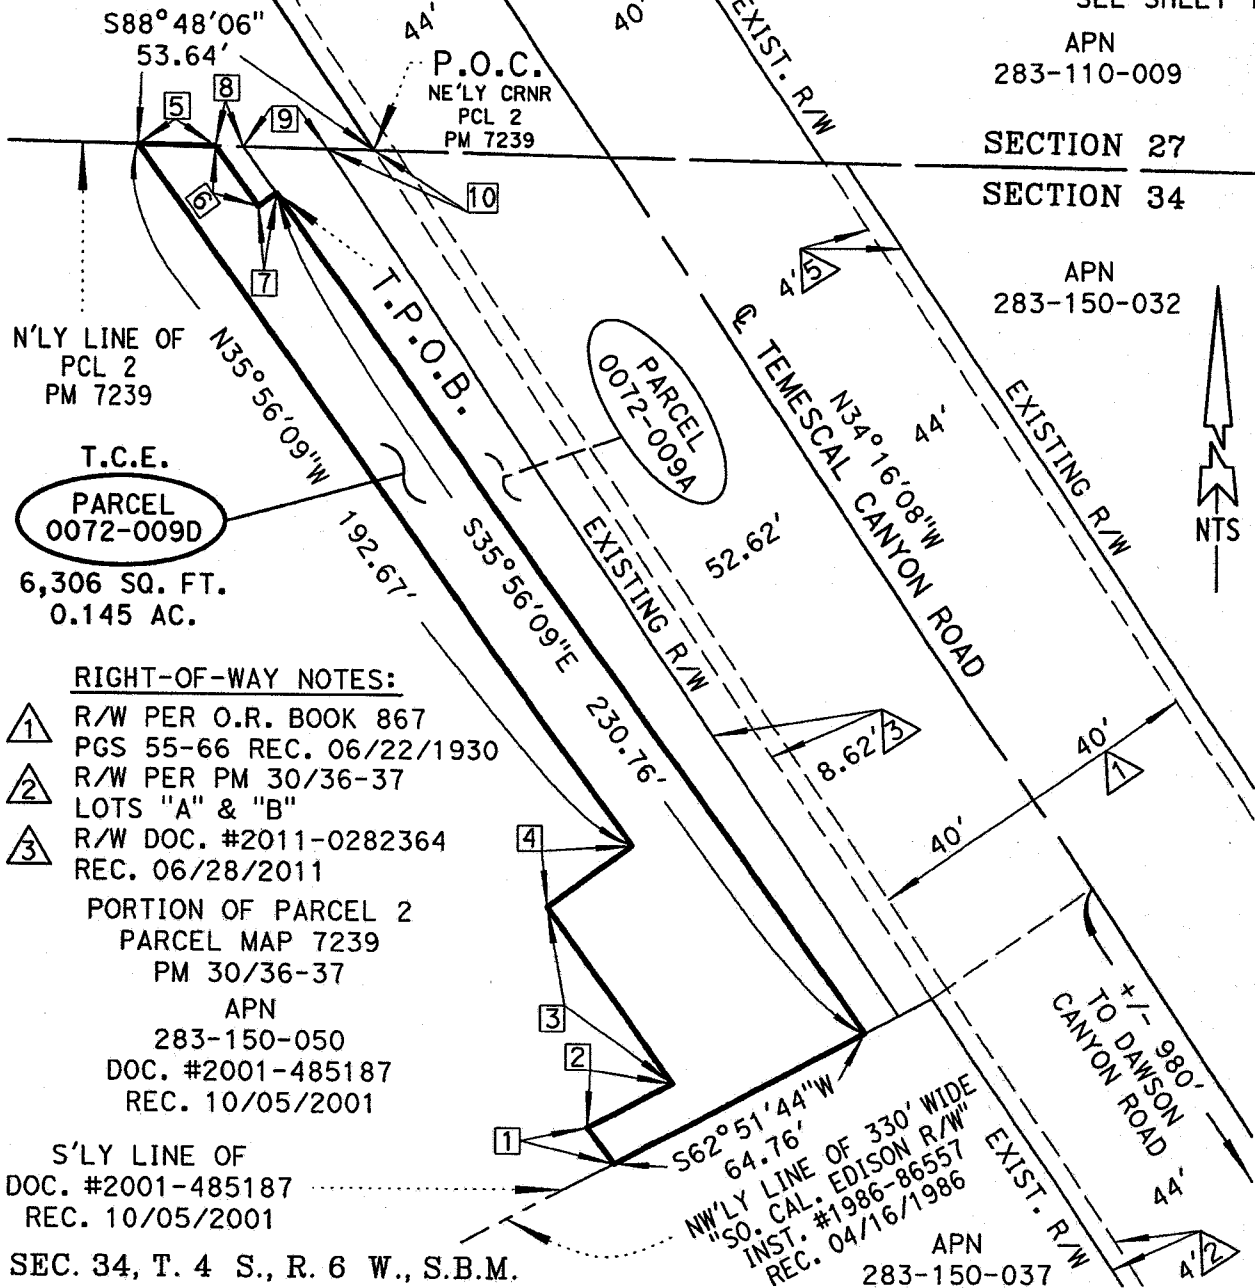 S88°48'06"
53.64'
44'
40'
EXIST. R/W
P.O.C.
NE'LY CRNR
PCL 2
PM 7239
APN
283-110-009
SECTION 27
SECTION 34
APN
283-150-032
5
8
9
10
6
7
4' 5
T.P.O.B.
N'LY LINE OF
PCL 2
PM 7239
N35°56'09"W
192.67'
T.C.E.
PARCEL
0072-009D
6,306 SQ. FT.
0.145 AC.
PARCEL
0072-009A
℄ TEMESCAL CANYON ROAD
N34°16'08"W
44'
EXISTING R/W
NTS
52.62'
EXISTING R/W
S35°56'09"E
230.76'
8.62' 3
40'
1
40'
RIGHT-OF-WAY NOTES:
1 R/W PER O.R. BOOK 867
PGS 55-66 REC. 06/22/1930
2 R/W PER PM 30/36-37
LOTS "A" & "B"
3 R/W DOC. #2011-0282364
REC. 06/28/2011
PORTION OF PARCEL 2
PARCEL MAP 7239
PM 30/36-37
APN
283-150-050
DOC. #2001-485187
REC. 10/05/2001
4
3
2
1
S'LY LINE OF
DOC. #2001-485187
REC. 10/05/2001
SEC. 34, T. 4 S., R. 6 W., S.B.M.
S62°51'44"W
64.76'
NW'LY LINE OF 330' WIDE
"SO. CAL. EDISON R/W"
INST. #1986-86557
REC. 04/16/1986
+/- 980'
TO DAWSON
CANYON ROAD
EXIST. R/W
44'
4' 2
APN
283-150-037